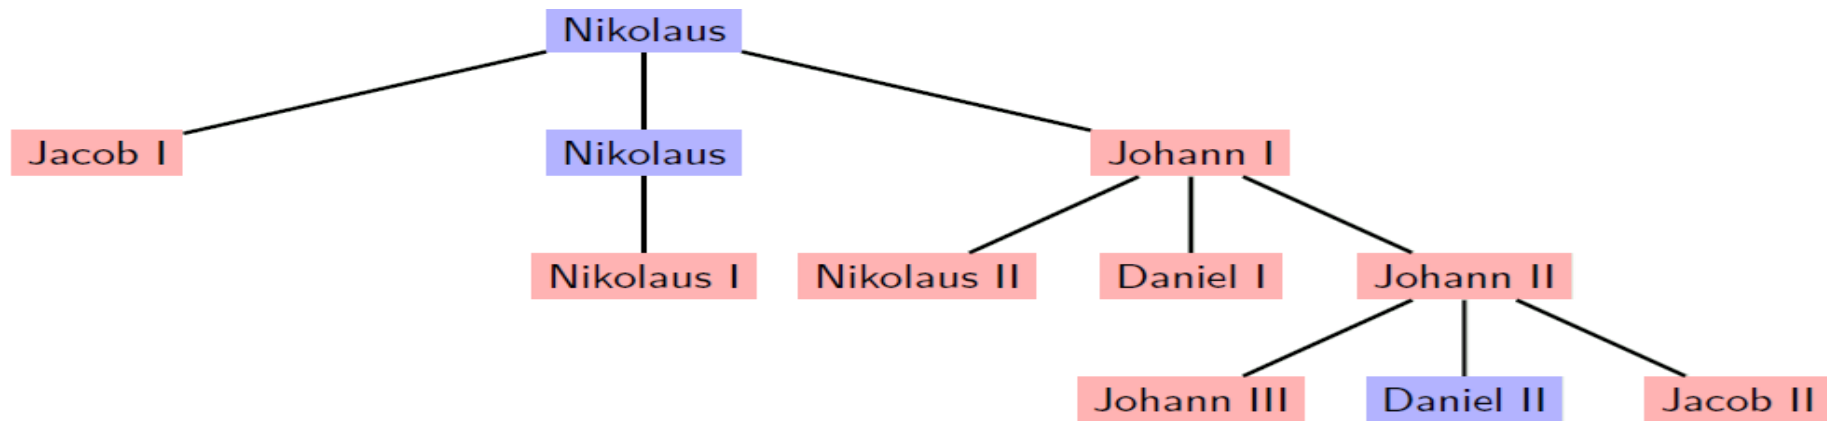 Nikolaus
Jacob I
Nikolaus
Johann I
Nikolaus I
Nikolaus II
Daniel I
Johann II
Johann III
Daniel II
Jacob II